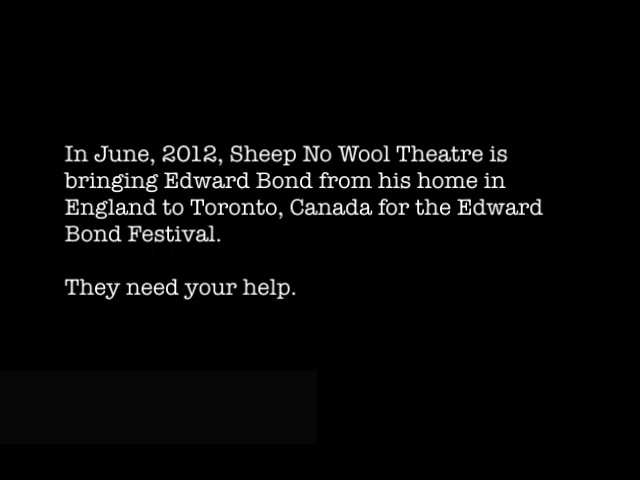 In June, 2012, Sheep No Wool Theatre is
bringing Edward Bond from his home in
England to Toronto, Canada for the Edward
Bond Festival.
They need your help.